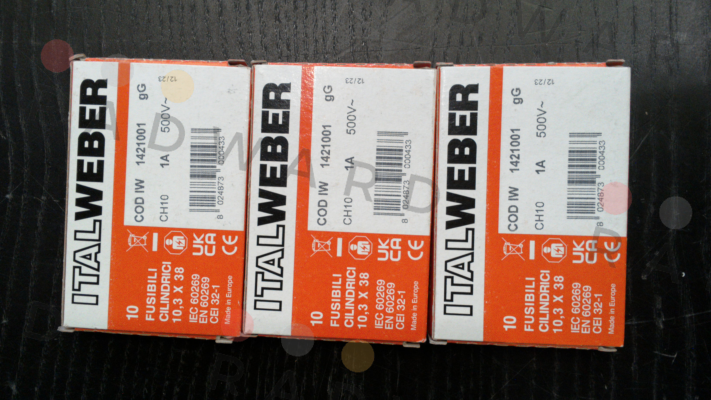 ITALWEBER
COD IW 1421001 gG
CH10 1A 500V~
12/23
8 024973 000433
10
FUSIBILI
CILINDRICI
10,3 X 38
IEC 60269
EN 60269
CEI 32-1
Made in Europe
UK
CA
CE
ITALWEBER
COD IW 1421001 gG
CH10 1A 500V~
12/23
8 024973 000433
10
FUSIBILI
CILINDRICI
10,3 X 38
IEC 60269
EN 60269
CEI 32-1
Made in Europe
UK
CA
CE
ITALWEBER
COD IW 1421001 gG
CH10 1A 500V~
12/23
8 024973 000433
10
FUSIBILI
CILINDRICI
10,3 X 38
IEC 60269
EN 60269
CEI 32-1
Made in Europe
UK
CA
CE